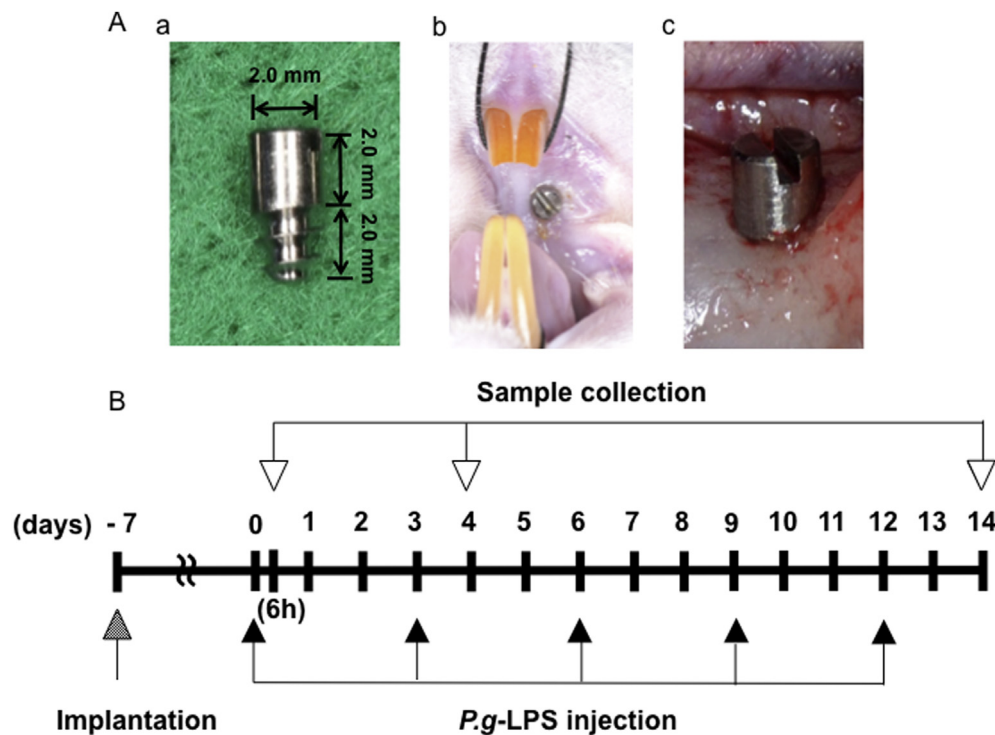 A
a
b
c
2.0 mm
2.0 mm
2.0 mm
B
Sample collection
(days) - 7 0 1 2 3 4 5 6 7 8 9 10 11 12 13 14
(6h)
Implantation
P.g-LPS injection